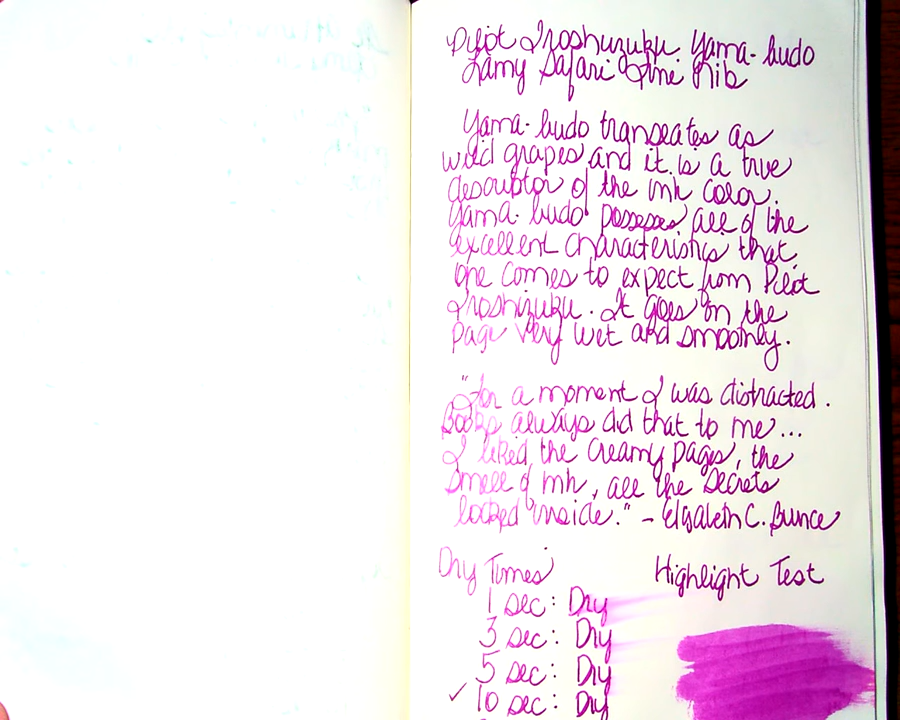 Pilot Iroshizuku Yama-budo
Lamy Safari Fine Nib
Yama-budo translates as
wild grapes and it is a true
descriptor of the ink color.
Yama-budo possesses all of the
excellent characteristics that
one comes to expect from Pilot
Iroshizuku. It goes on the
page very wet and smoothly.
"For a moment I was distracted.
Books always did that to me...
I liked the creamy pages, the
smell of ink, all the secrets
locked inside." - Elizabeth C. Bunce
Dry Times Highlight Test
1 sec: Dry
3 sec: Dry
5 sec: Dry
✓ 10 sec: Dry